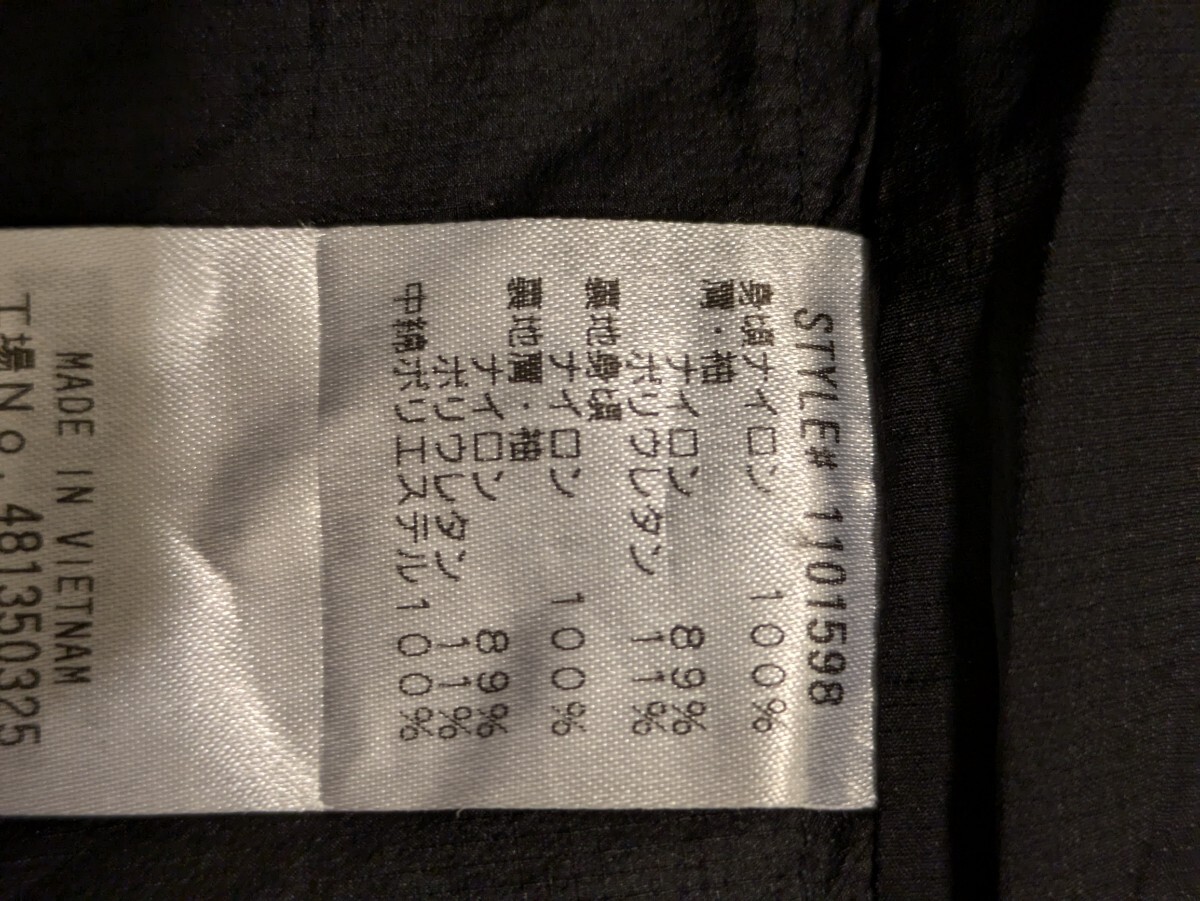 STYLE# 1101598
身頃ナイロン 100%
肩・袖
ナイロン 89%
ポリウレタン 11%
裏地身頃
ナイロン 100%
裏地肩・袖
ナイロン 89%
ポリウレタン 11%
中綿ポリエステル100%
MADE IN VIETNAM
工場No. 481350325